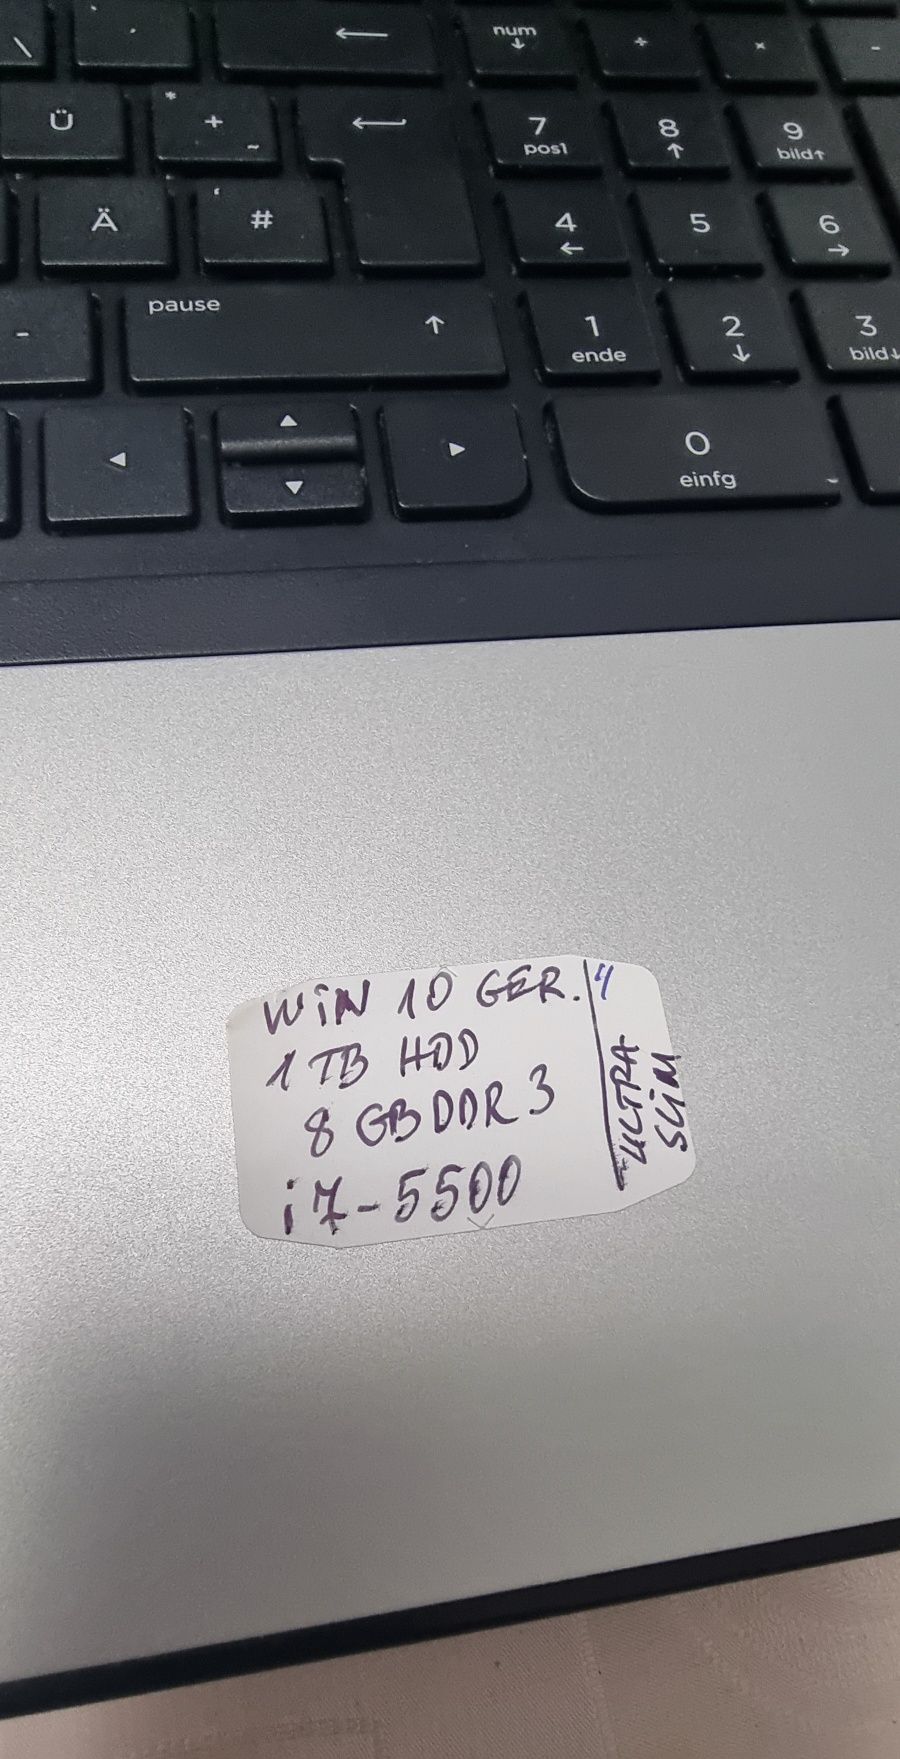 \ ´ ← num ↓ ÷ × -
Ü * + ~ ← 7 pos1 8 ↑ 9 bild↑
Ä ' # 4 ← 5 6 →
- pause ↑ 1 ende 2 ↓ 3 bild↓
◄ ▲ ▼ ► 0 einfg
WiN 10 GER.
1 TB HDD
8 GB DDR 3
i7-5500
ULTRA
SLiM